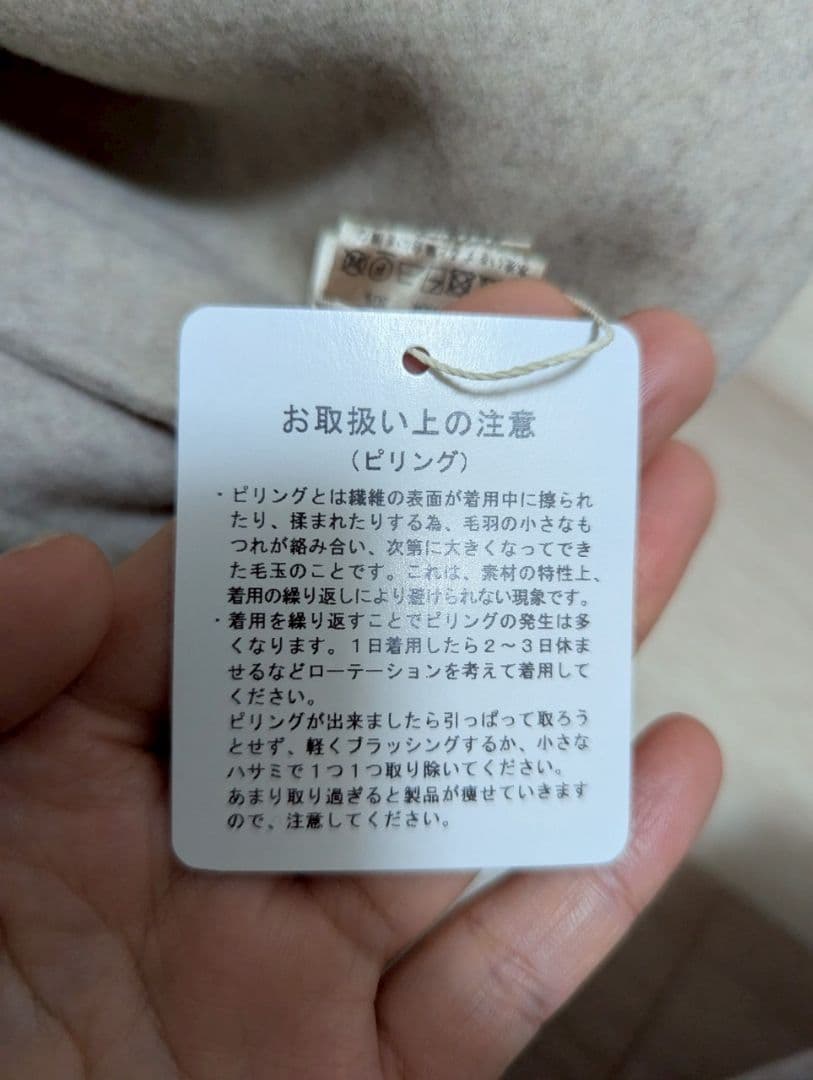 お取扱い上の注意
(ピリング)
・ピリングとは繊維の表面が着用中に擦られ
たり、揉まれたりする為、毛羽の小さなも
つれが絡み合い、次第に大きくなってでき
た毛玉のことです。これは、素材の特性上、
着用の繰り返しにより避けられない現象です。
・着用を繰り返すことでピリングの発生は多
くなります。1日着用したら2〜3日休ま
せるなどローテーションを考えて着用して
ください。
ピリングが出来ましたら引っぱって取ろう
とせず、軽くブラッシングするか、小さな
ハサミで1つ1つ取り除いてください。
あまり取り過ぎると製品が痩せていきます
ので、注意してください。